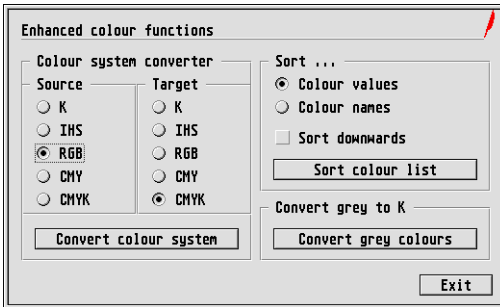 Enhanced colour functions
Colour system converter
Source
K
IHS
RGB
CMY
CMYK
Target
K
IHS
RGB
CMY
CMYK
Convert colour system
Sort ...
Colour values
Colour names
Sort downwards
Sort colour list
Convert grey to K
Convert grey colours
Exit